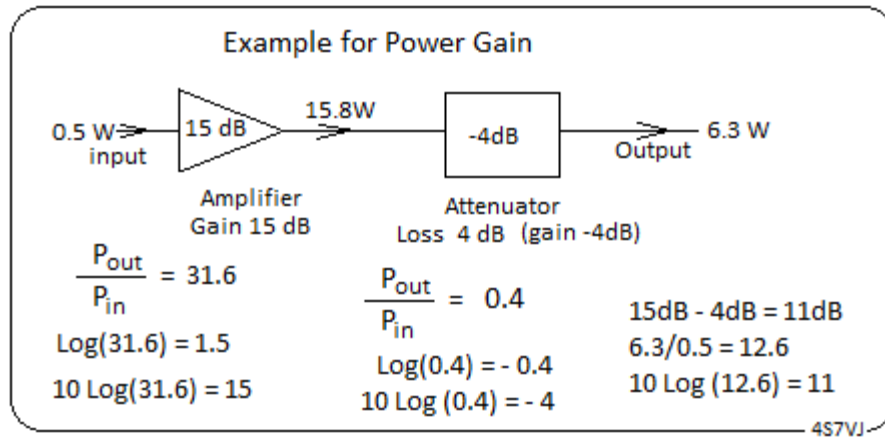 Example for Power Gain
0.5 W
input
15 dB
15.8W
-4dB
Output
6.3 W
Amplifier
Gain 15 dB
Attenuator
Loss 4 dB (gain -4dB)
Pout
Pin
= 31.6
Log(31.6) = 1.5
10 Log(31.6) = 15
Pout
Pin
= 0.4
Log(0.4) = - 0.4
10 Log (0.4) = - 4
15dB - 4dB = 11dB
6.3/0.5 = 12.6
10 Log (12.6) = 11
4S7VJ